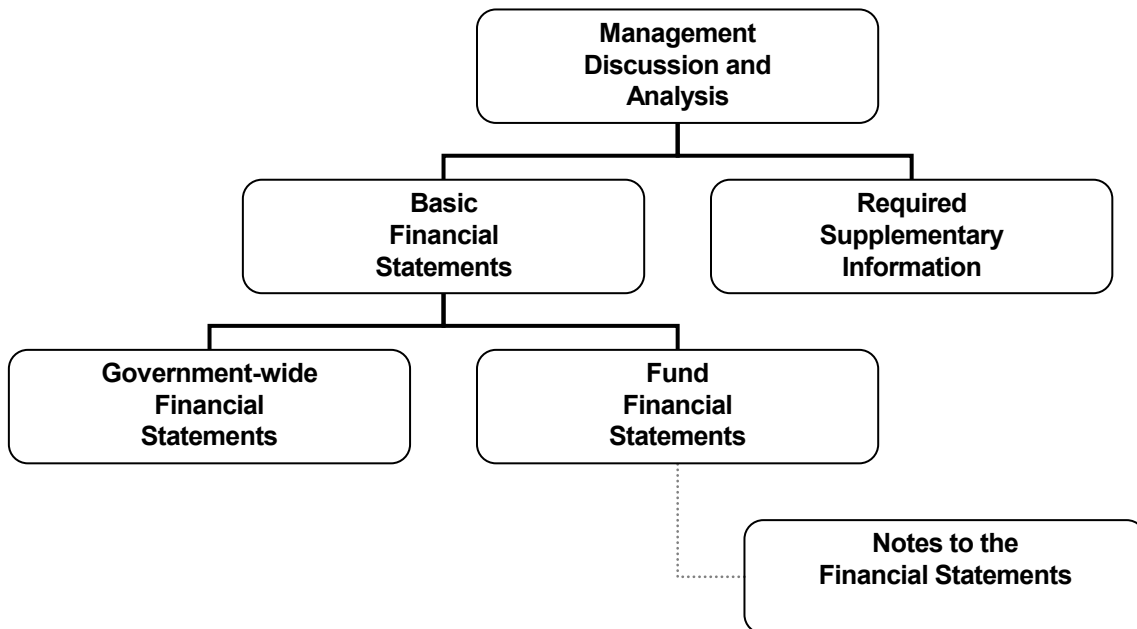 Management
Discussion and
Analysis
Basic
Financial
Statements
Required
Supplementary
Information
Government-wide
Financial
Statements
Fund
Financial
Statements
Notes to the
Financial Statements